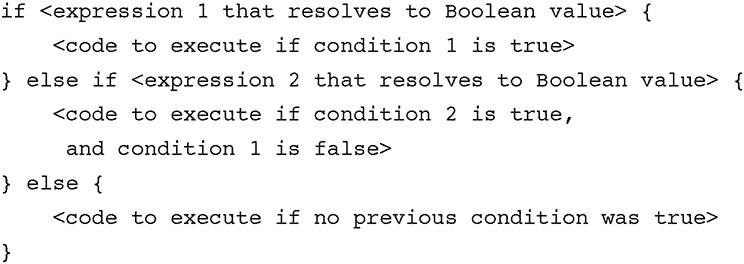 if <expression 1 that resolves to Boolean value> {
    <code to execute if condition 1 is true>
} else if <expression 2 that resolves to Boolean value> {
    <code to execute if condition 2 is true,
     and condition 1 is false>
} else {
    <code to execute if no previous condition was true>
}